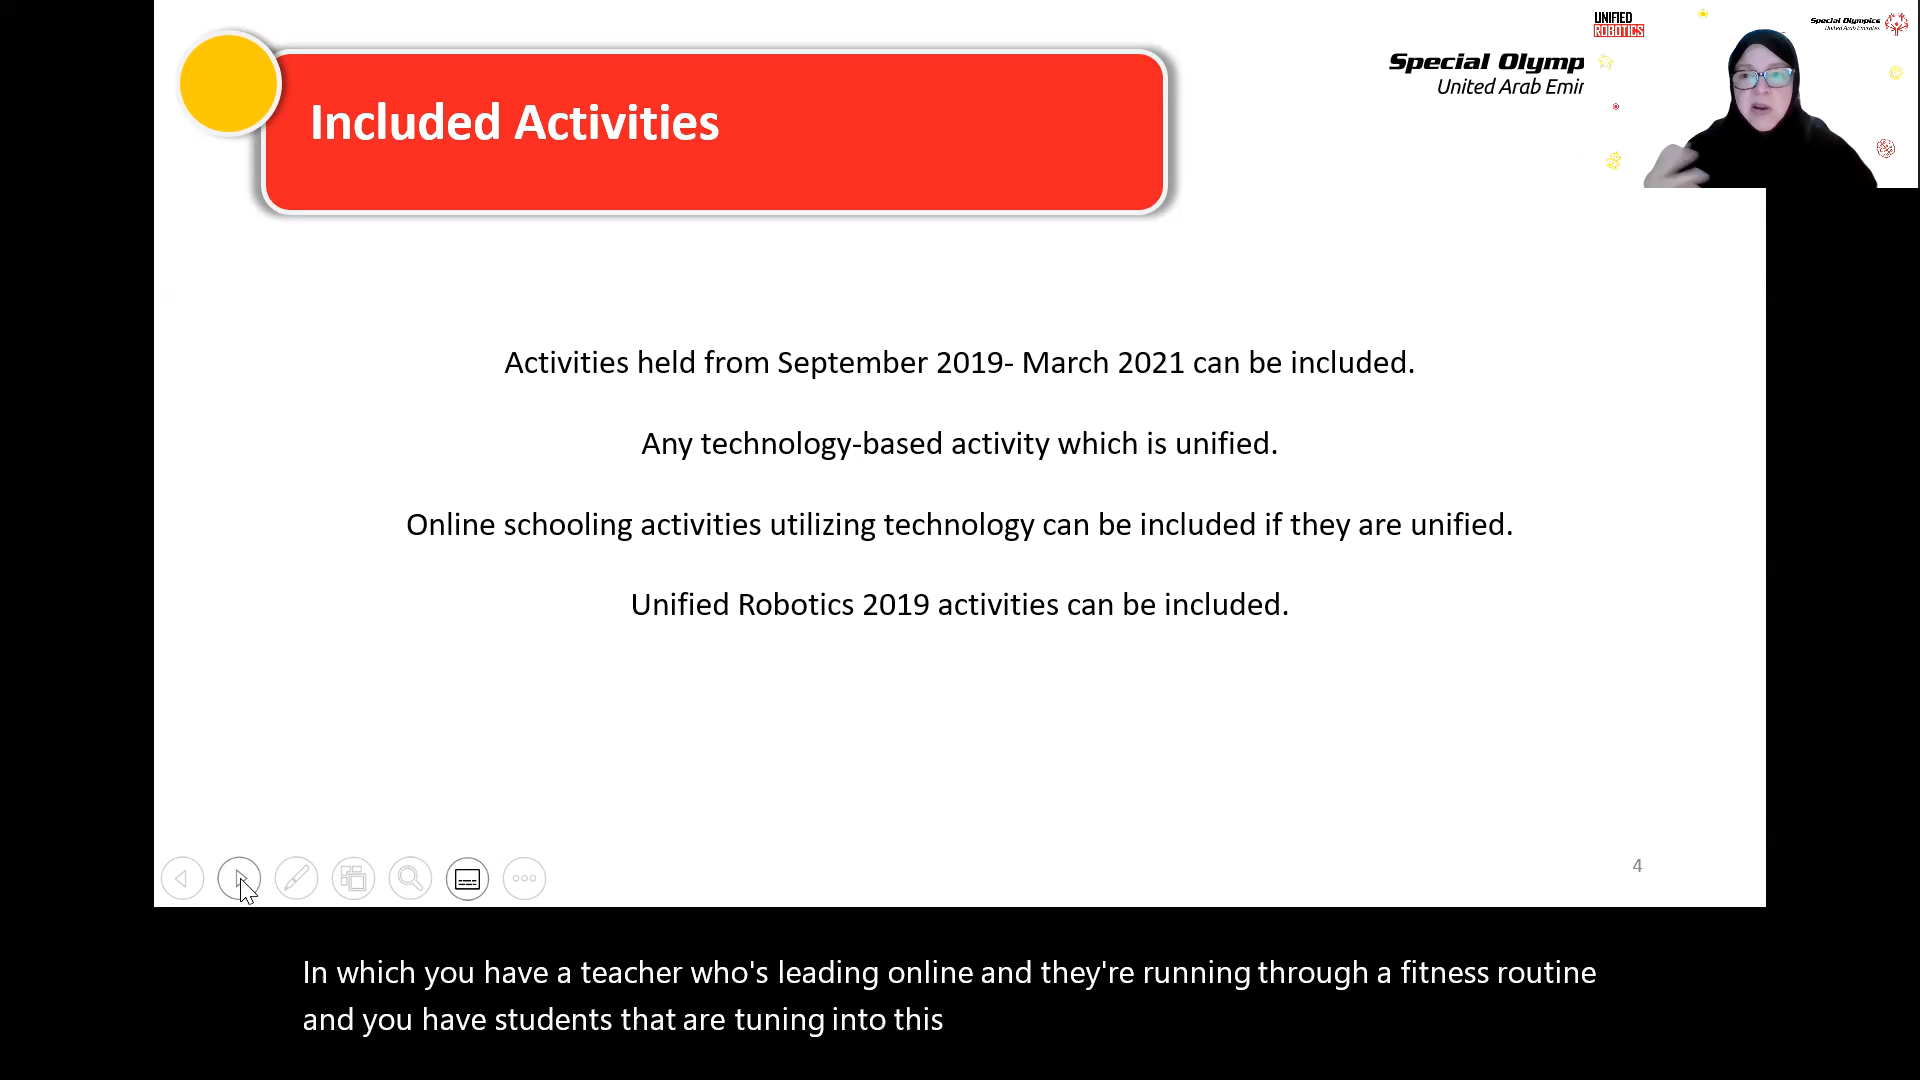 UNIFIED
ROBOTICS
Special Olympics
United Arab Emirates
Special Olymp
United Arab Emir
Included Activities
Activities held from September 2019- March 2021 can be included.
Any technology-based activity which is unified.
Online schooling activities utilizing technology can be included if they are unified.
Unified Robotics 2019 activities can be included.
4
In which you have a teacher who's leading online and they're running through a fitness routine
and you have students that are tuning into this